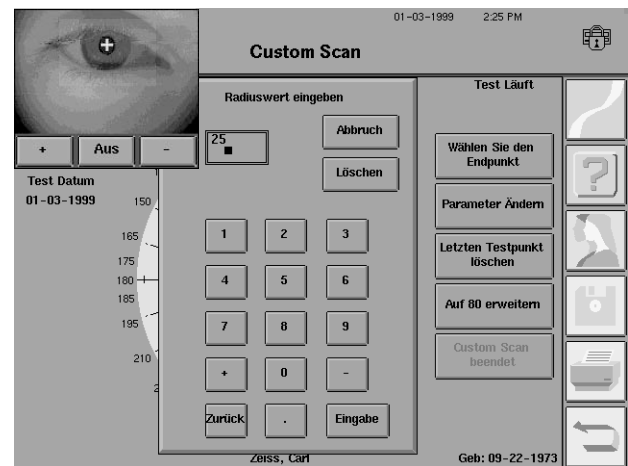 01-03-1999 2:25 PM
Custom Scan
+ Aus -
Test Datum
01-03-1999
150
165
175
180
185
195
210
Radiuswert eingeben
25
Abbruch
Löschen
1 2 3
4 5 6
7 8 9
+ 0 -
Zurück . Eingabe
Test Läuft
Wählen Sie den
Endpunkt
Parameter Ändern
Letzten Testpunkt
löschen
Auf 80 erweitern
Custom Scan
beendet
?
Zeiss, Carl
Geb: 09-22-1973